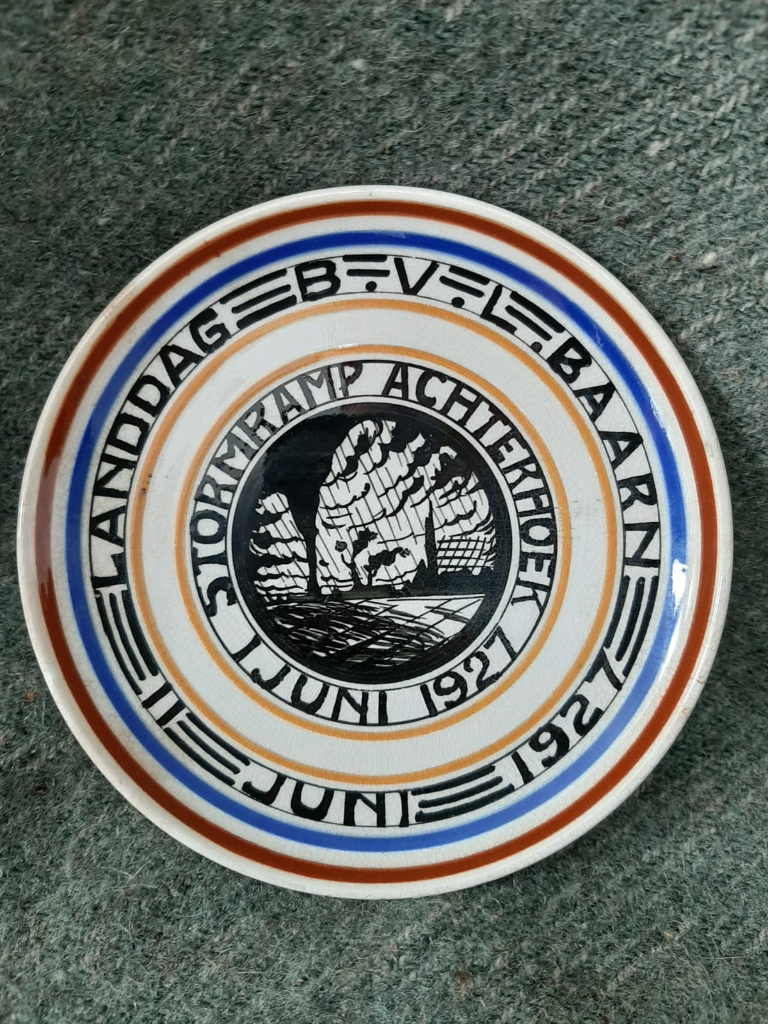 LANDDAG B.V.L. BAARN
11 JUNI 1927
STORMRAMP ACHTERHOEK
1 JUNI 1927